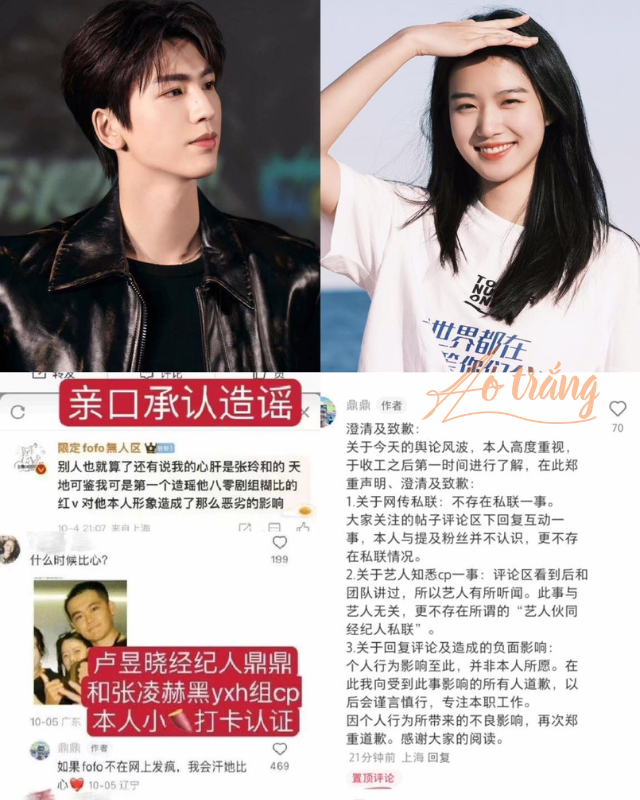 TO
NU
ON
世界都在
Áo trắng
转发
评论
亲口承认造谣
限定fofo無人区
别人也就算了还有说我的心肝是张玲和的 天
地可鉴我可是第一个造瑶他八零剧组糊比的
红v 对他本人形象造成了那么恶劣的影响
10-4 21:07 来自上海
什么时候比心?
199
卢昱晓经纪人鼎鼎
和张凌赫黑yxh组cp
本人小🍠打卡认证
10-05 广东
鼎鼎 作者
如果fofo不在网上发疯，我会汗她比
心❤️ 10-05 辽宁
469
鼎鼎 作者
70
澄清及致歉:
关于今天的舆论风波，本人高度重视，
于收工之后第一时间进行了解，在此郑
重声明、澄清及致歉:
1.关于网传私联: 不存在私联一事。
大家关注的帖子评论区下回复互动一
事，本人与提及粉丝并不认识，更不存
在私联情况。
2.关于艺人知悉cp一事: 评论区看到后和
团队讲过，所以艺人有所听闻。此事与
艺人无关，更不存在所谓的“艺人伙同
经纪人私联”。
3.关于回复评论及造成的负面影响:
个人行为影响至此，并非本人所愿。在
此我向受到此事影响的所有人道歉，以
后会谨言慎行，专注本职工作。
因个人行为所带来的不良影响，再次郑
重道歉。感谢大家的阅读。
21分钟前 上海 回复
置顶评论